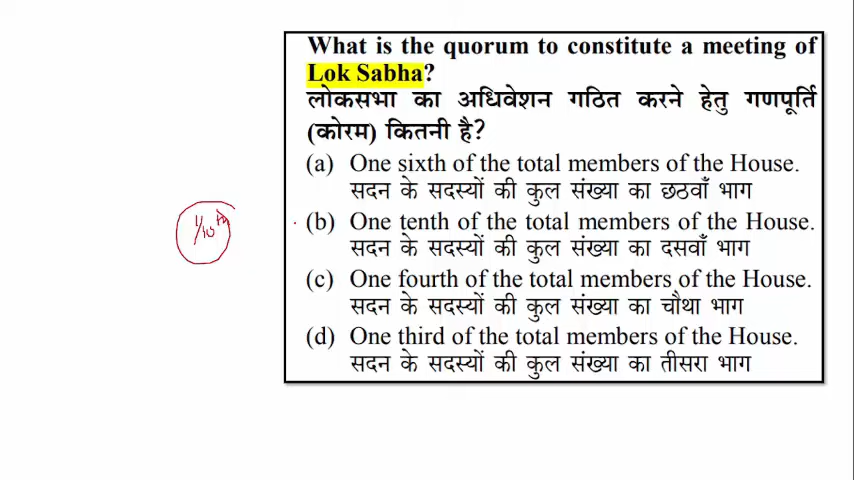 What is the quorum to constitute a meeting of
Lok Sabha?
लोकसभा का अधिवेशन गठित करने हेतु गणपूर्ति
(कोरम) कितनी है?
(a) One sixth of the total members of the House.
सदन के सदस्यों की कुल संख्या का छठवाँ भाग
(b) One tenth of the total members of the House.
सदन के सदस्यों की कुल संख्या का दसवाँ भाग
(c) One fourth of the total members of the House.
सदन के सदस्यों की कुल संख्या का चौथा भाग
(d) One third of the total members of the House.
सदन के सदस्यों की कुल संख्या का तीसरा भाग
1/10th